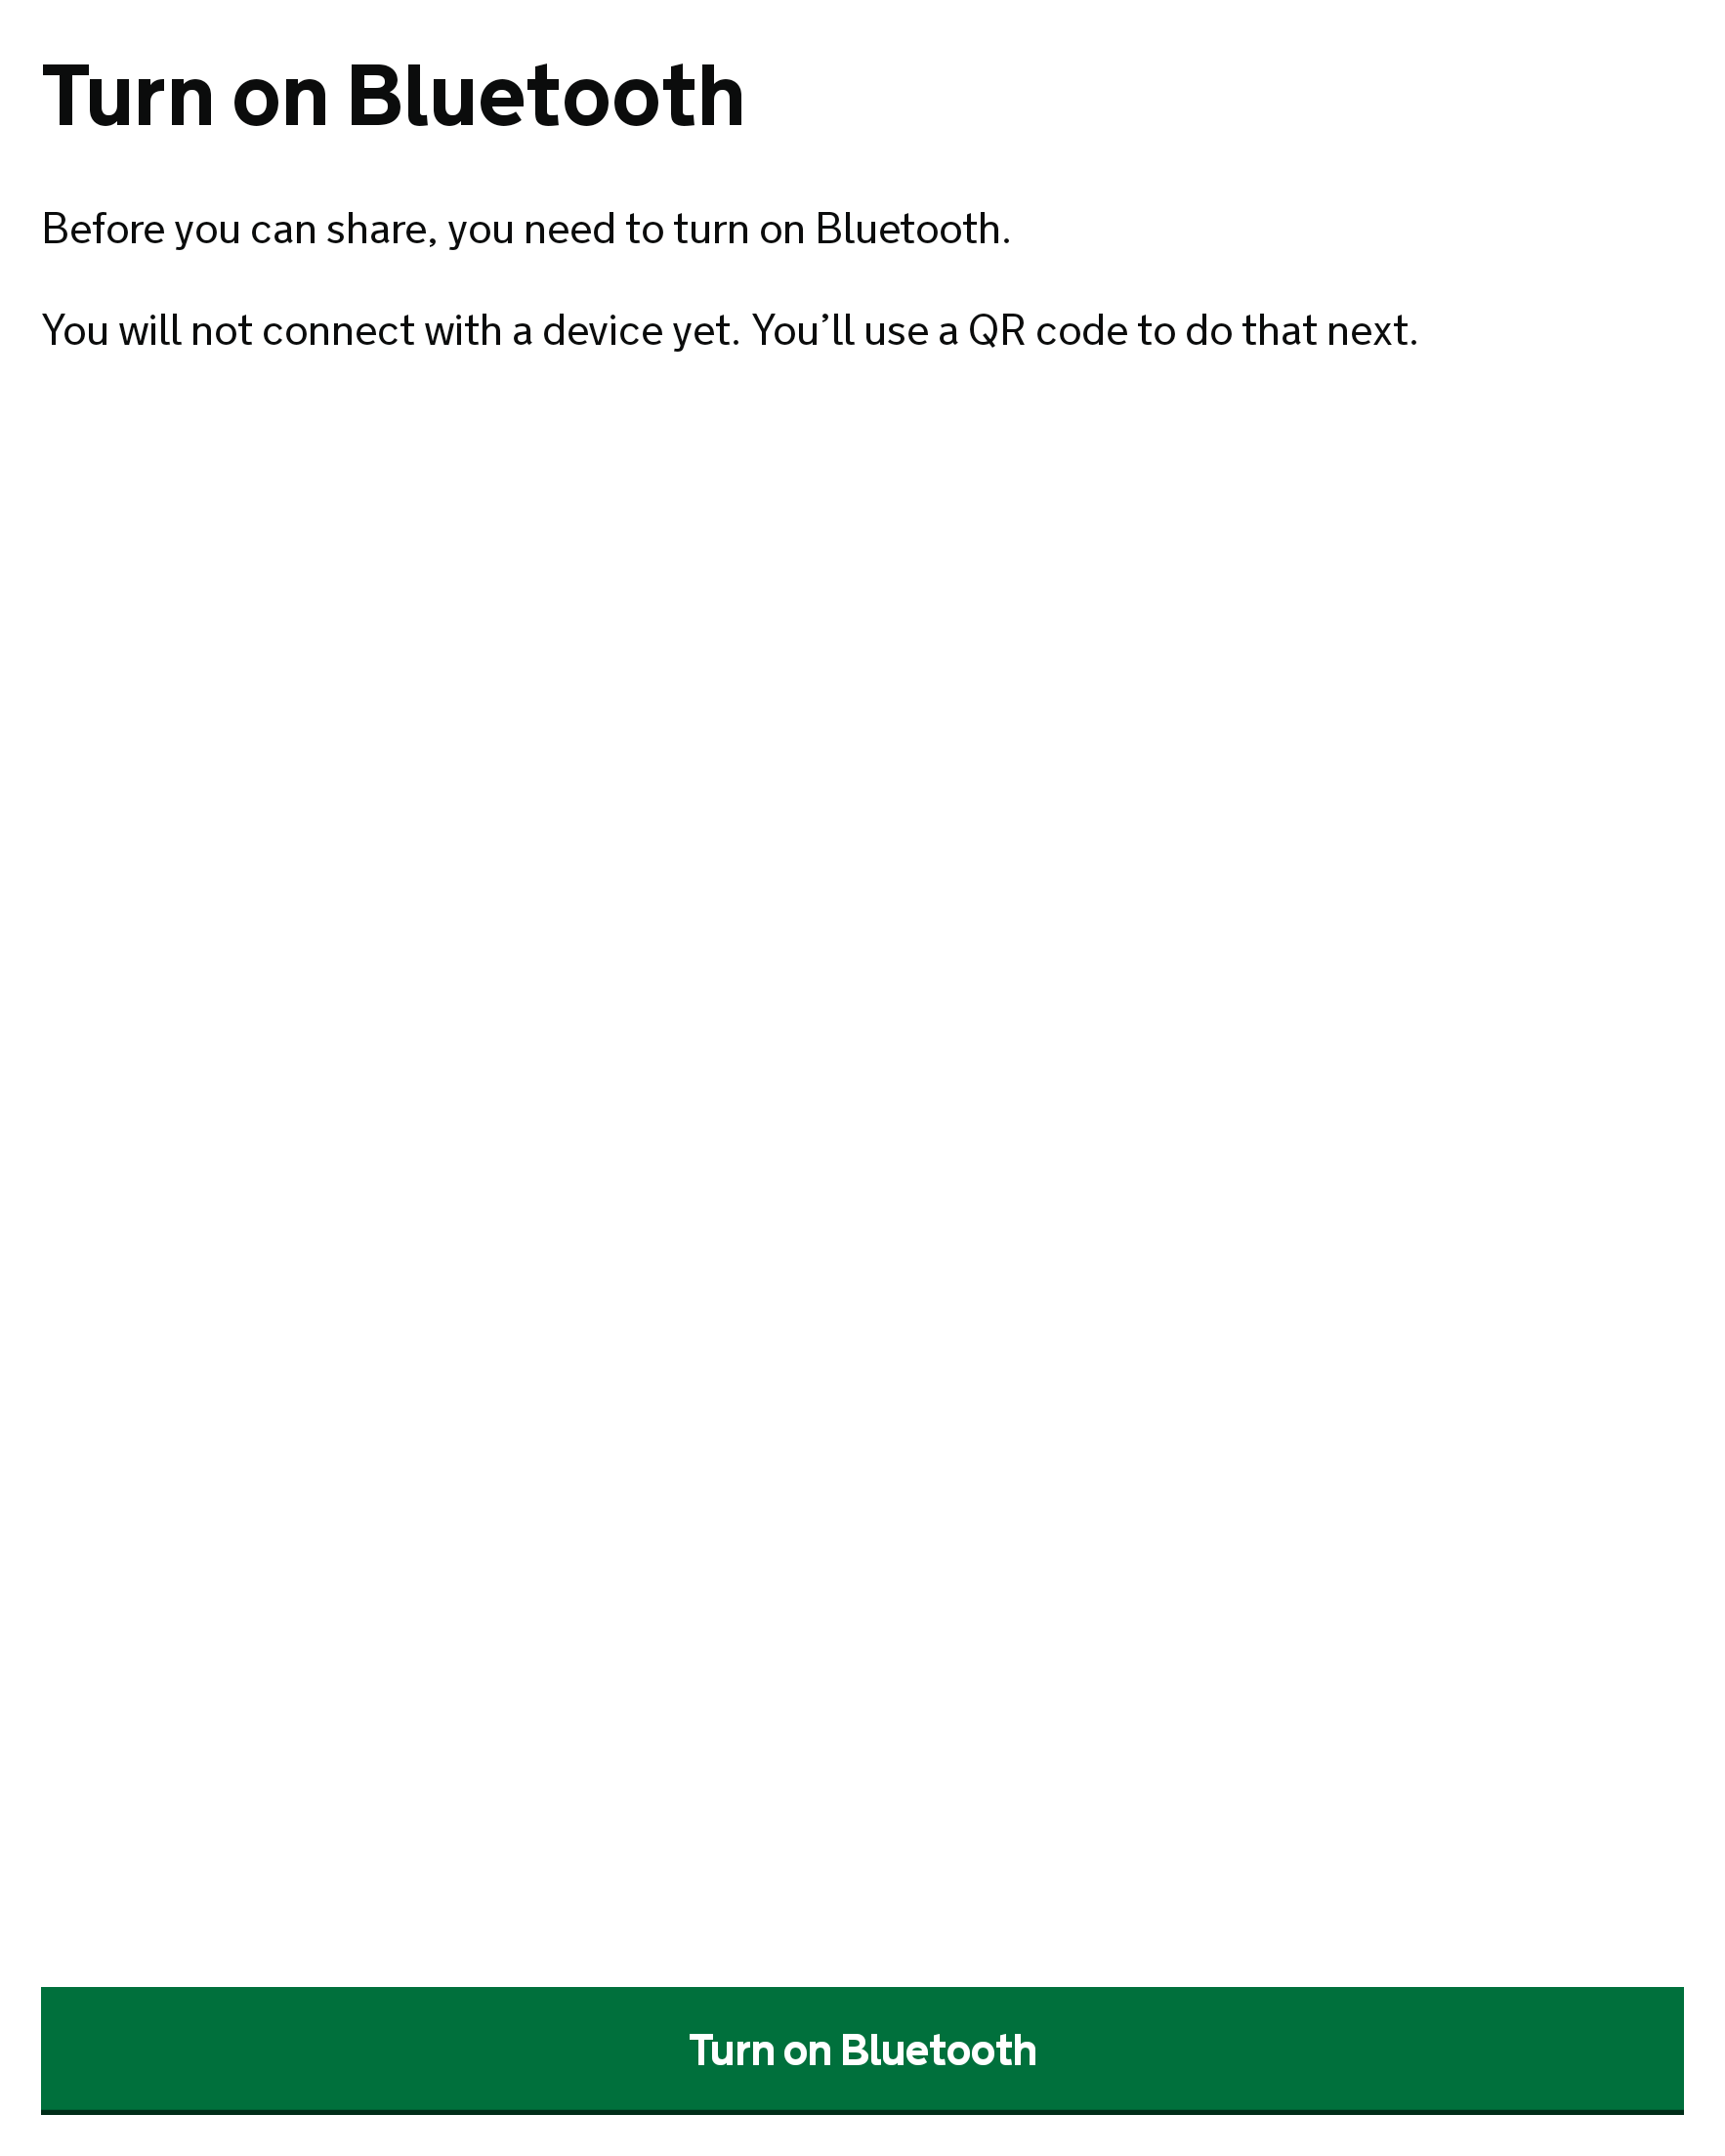 Turn on Bluetooth
Before you can share, you need to turn on Bluetooth.
You will not connect with a device yet. You’ll use a QR code to do that next.
Turn on Bluetooth